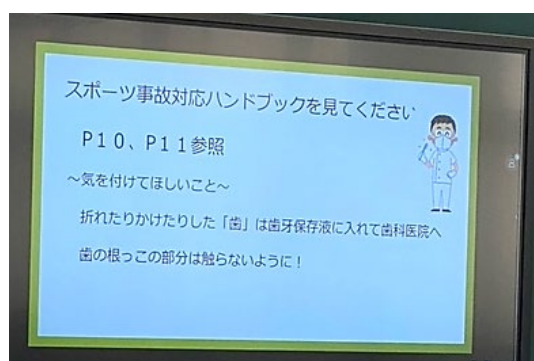 スポーツ事故対応ハンドブックを見てください
P10、P11参照
～気を付けてほしいこと～
折れたりかけたりした「歯」は歯牙保存液に入れて歯科医院へ
歯の根っこの部分は触らないように！